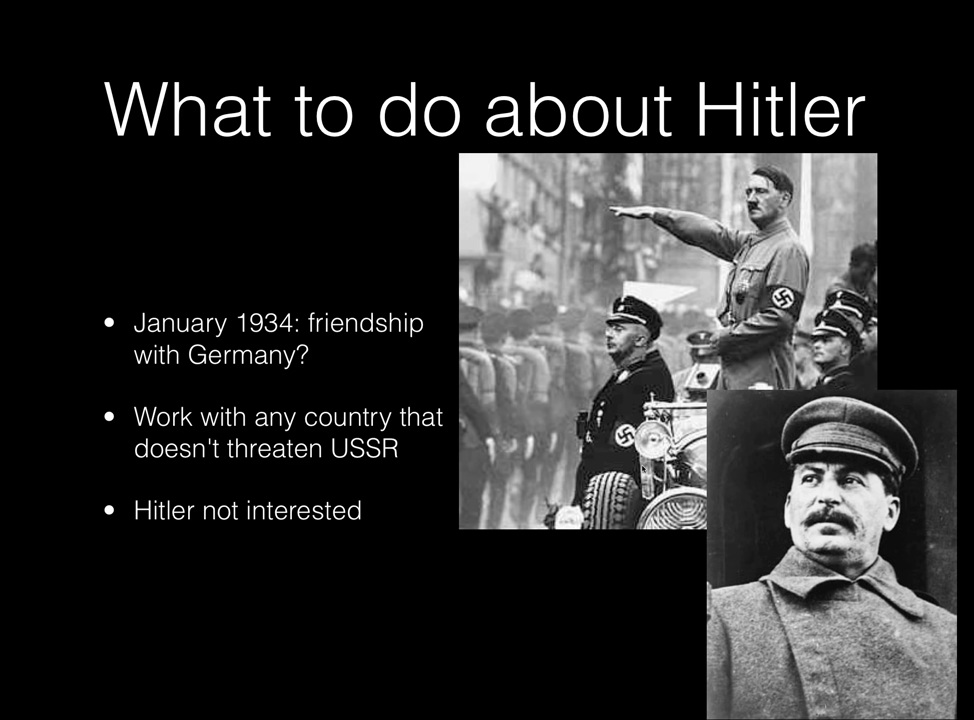 What to do about Hitler
• January 1934: friendship
with Germany?
• Work with any country that
doesn't threaten USSR
• Hitler not interested